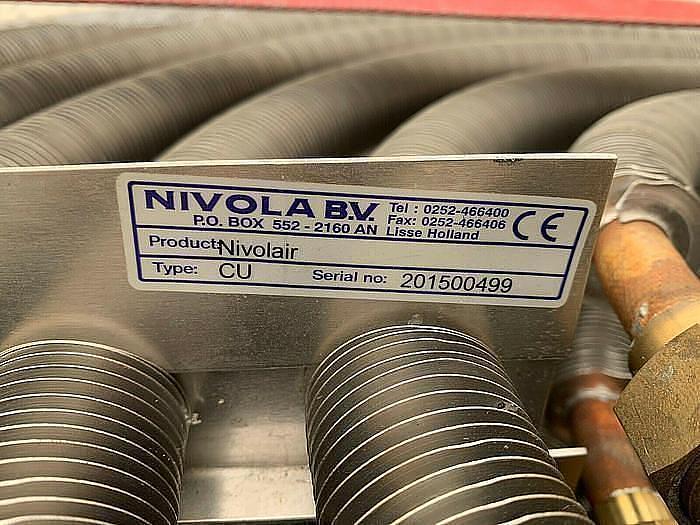 NIVOLA B.V. Tel : 0252-466400
P.O. BOX 552 - 2160 AN Fax: 0252-466406
Lisse Holland
CE
Product: Nivolair
Type: CU Serial no: 201500499